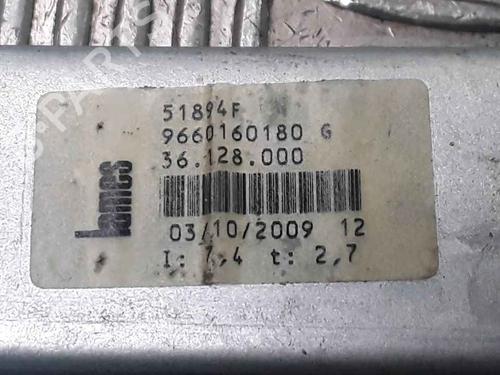 51894F
9660160180 G
36.128.000
lames
03/10/2009 12
I: 7,4 t: 2,7